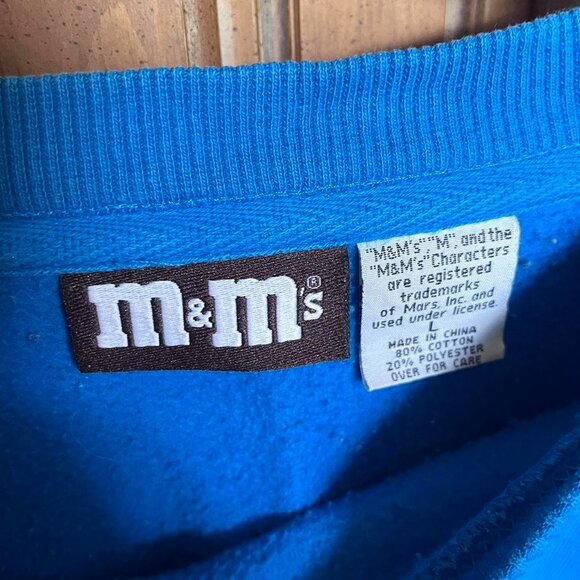 m&m's®
"M&M's", "M", and the
"M&M's" Characters
are registered
trademarks
of Mars, Inc. and
used under license.
L
MADE IN CHINA
80% COTTON
20% POLYESTER
OVER FOR CARE